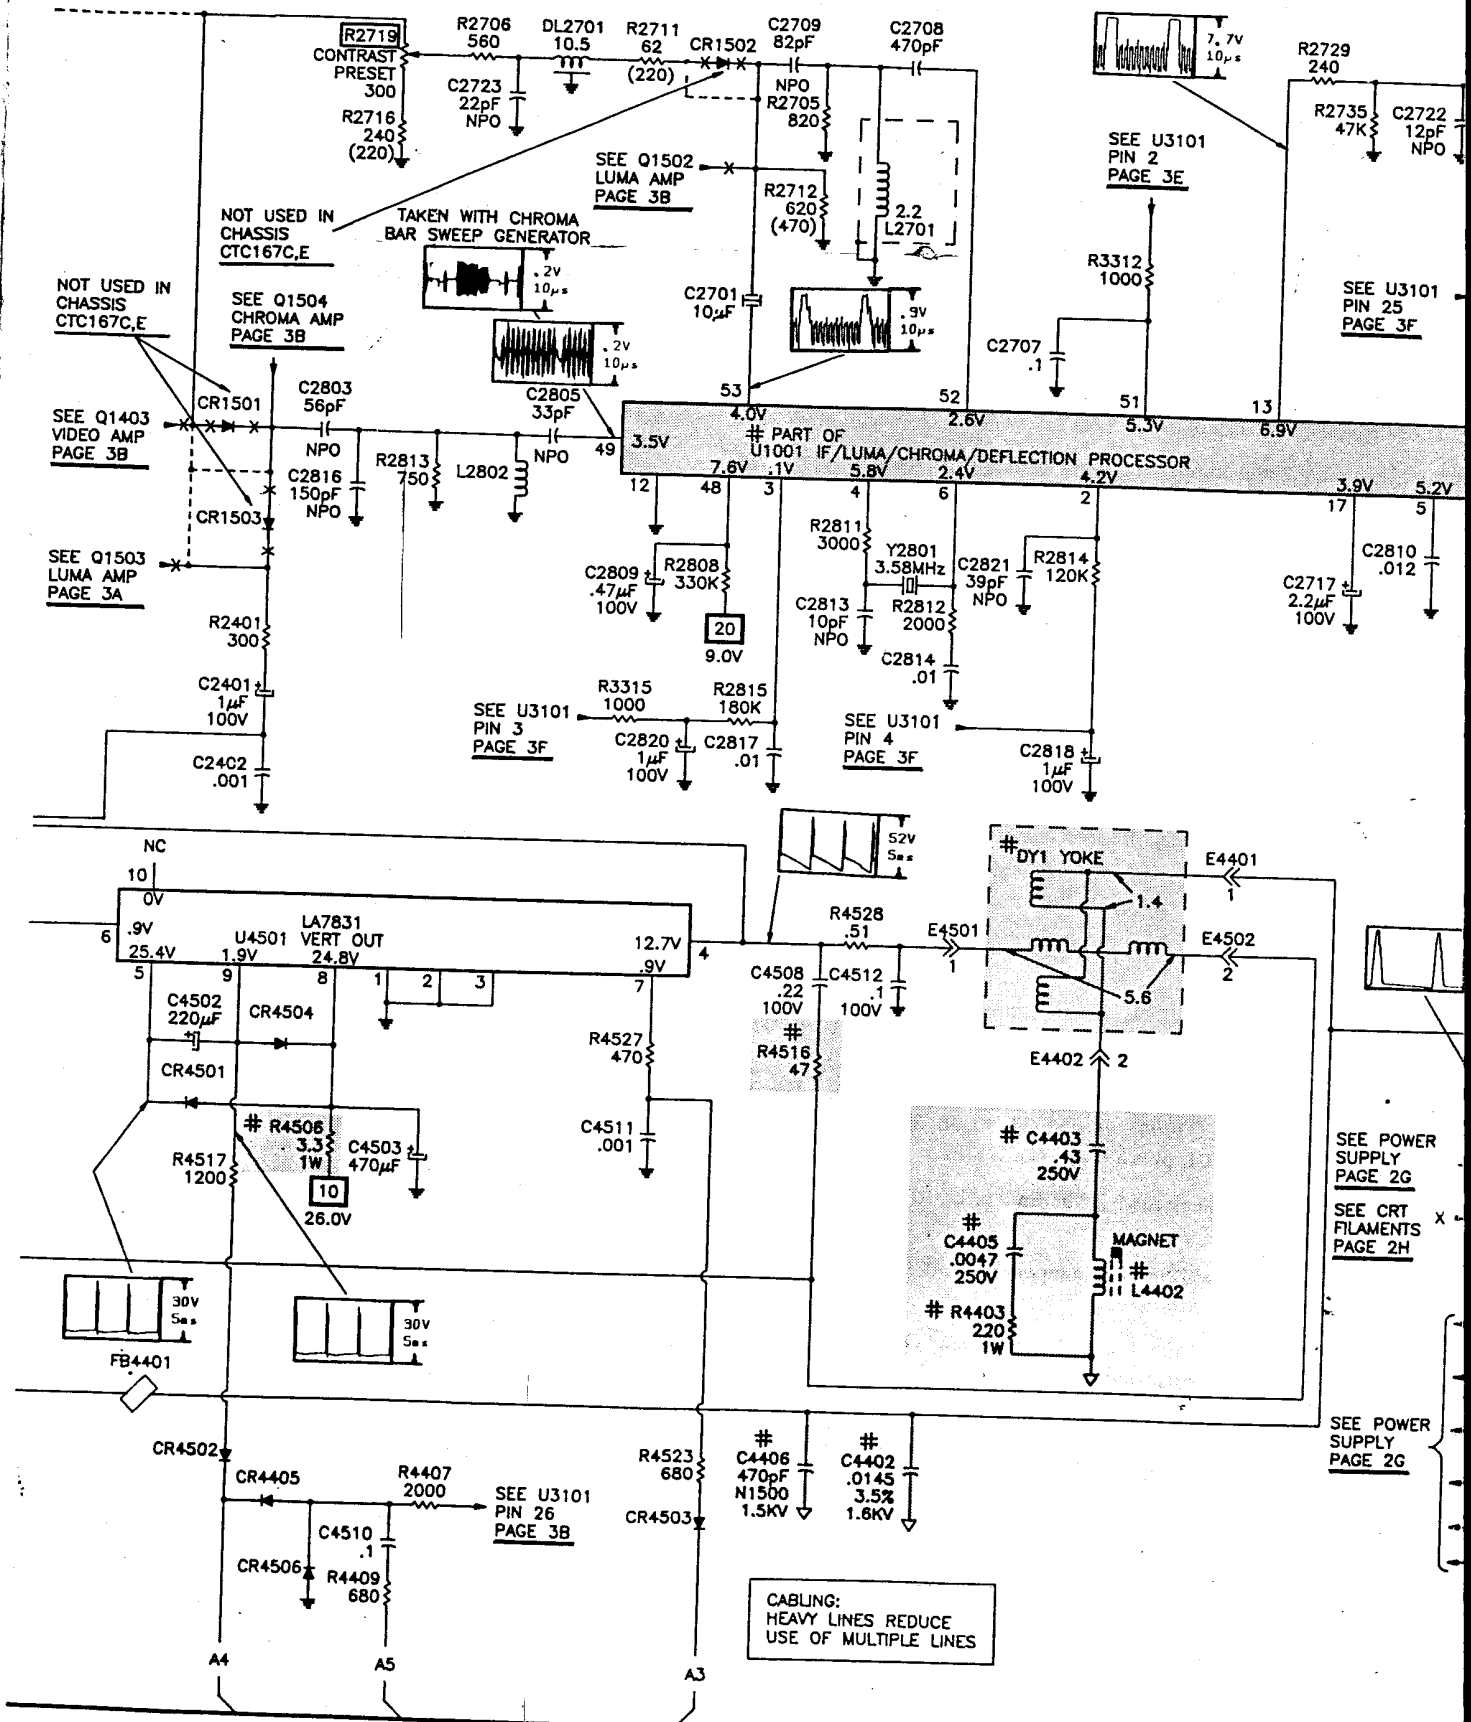 R2719
CONTRAST
PRESET
300
R2706
560
DL2701
10.5
R2711
62
(220)
CR1502
C2709
82pF
NPO
C2708
470pF
7.7V
10µs
R2729
240
C2723
22pF
NPO
R2716
240
(220)
R2705
820
R2735
47K
C2722
12pF
NPO
SEE Q1502
LUMA AMP
PAGE 3B
R2712
620
(470)
2.2
L2701
SEE U3101
PIN 2
PAGE 3E
NOT USED IN
CHASSIS
CTC167C,E
TAKEN WITH CHROMA
BAR SWEEP GENERATOR
.2V
10µs
R3312
1000
NOT USED IN
CHASSIS
CTC167C,E
SEE Q1504
CHROMA AMP
PAGE 3B
C2701
10µF
.9V
10µs
SEE U3101
PIN 25
PAGE 3F
.2V
10µs
C2707
.1
CR1501
C2803
56pF
NPO
C2805
33pF
NPO
53
52
51
13
SEE Q1403
VIDEO AMP
PAGE 3B
49
3.5V
4.0V
2.6V
5.3V
6.9V
# PART OF
U1001 IF/LUMA/CHROMA/DEFLECTION PROCESSOR
7.6V
.1V
5.8V
2.4V
4.2V
3.9V
5.2V
C2816
150pF
NPO
R2813
750
L2802
12
48
3
4
6
2
17
5
CR1503
SEE Q1503
LUMA AMP
PAGE 3A
C2809
.47µF
100V
R2808
330K
20
9.0V
R2811
3000
Y2801
3.58MHz
C2813
10pF
NPO
R2812
2000
C2814
.01
C2821
39pF
NPO
R2814
120K
C2717
2.2µF
100V
C2810
.012
R2401
300
C2401
1µF
100V
C2402
.001
SEE U3101
PIN 3
PAGE 3F
R3315
1000
R2815
180K
C2820
1µF
100V
C2817
.01
SEE U3101
PIN 4
PAGE 3F
C2818
1µF
100V
NC
10
52V
5ms
# DY1 YOKE
E4401
1
1.4
6
.9V
0V
LA7831
U4501 VERT OUT
12.7V
4
25.4V
1.9V
24.8V
.9V
R4528
.51
E4501
1
E4502
2
5
9
8
1
2
3
7
C4508
.22
100V
C4512
.1
100V
5.6
C4502
220µF
CR4504
R4527
470
#
R4516
47
E4402
2
CR4501
# R4506
3.3
1W
10
26.0V
C4503
470µF
R4517
1200
C4511
.001
# C4403
.43
250V
SEE POWER
SUPPLY
PAGE 2G
SEE CRT
FILAMENTS
PAGE 2H
X
#
C4405
.0047
250V
MAGNET
#
L4402
# R4403
220
1W
30V
5ms
30V
5ms
FB4401
CR4502
CR4405
R4407
2000
SEE U3101
PIN 26
PAGE 3B
R4523
680
#
C4406
470pF
N1500
1.5KV
#
C4402
.0145
3.5%
1.6KV
SEE POWER
SUPPLY
PAGE 2G
C4510
.1
CR4503
CR4506
R4409
680
CABLING:
HEAVY LINES REDUCE
USE OF MULTIPLE LINES
A4
A5
A3